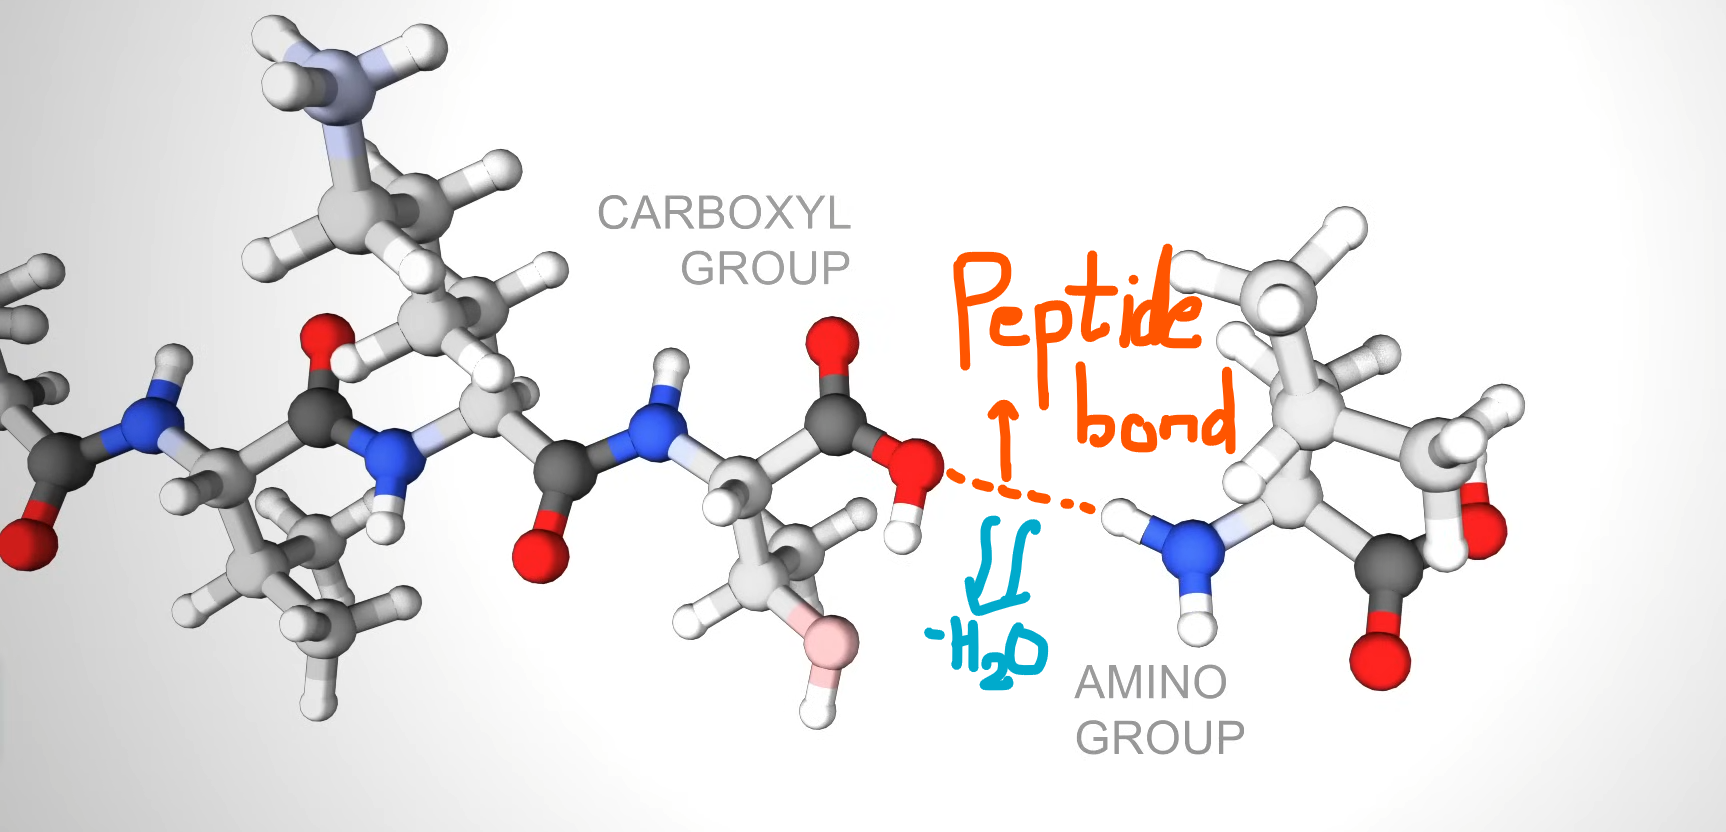 CARBOXYL
GROUP
Peptide
bond
-H₂O
AMINO
GROUP